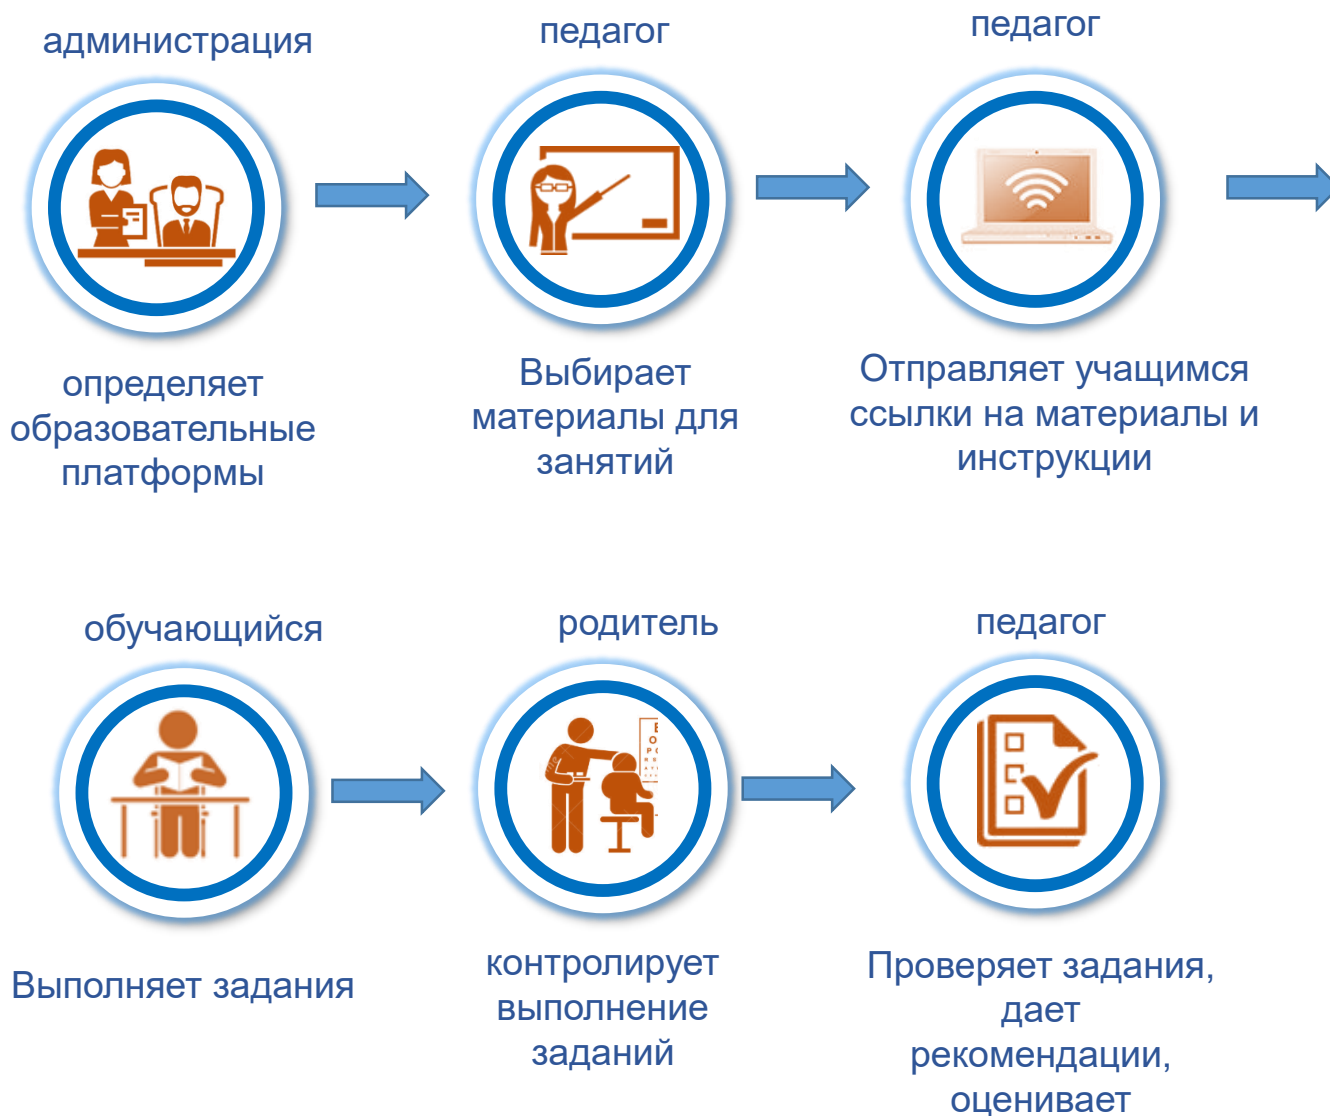 администрация
педагог
педагог
определяет
образовательные
платформы
Выбирает
материалы для
занятий
Отправляет учащимся
ссылки на материалы и
инструкции
обучающийся
родитель
педагог
Выполняет задания
контролирует
выполнение
заданий
Проверяет задания,
дает
рекомендации,
оценивает